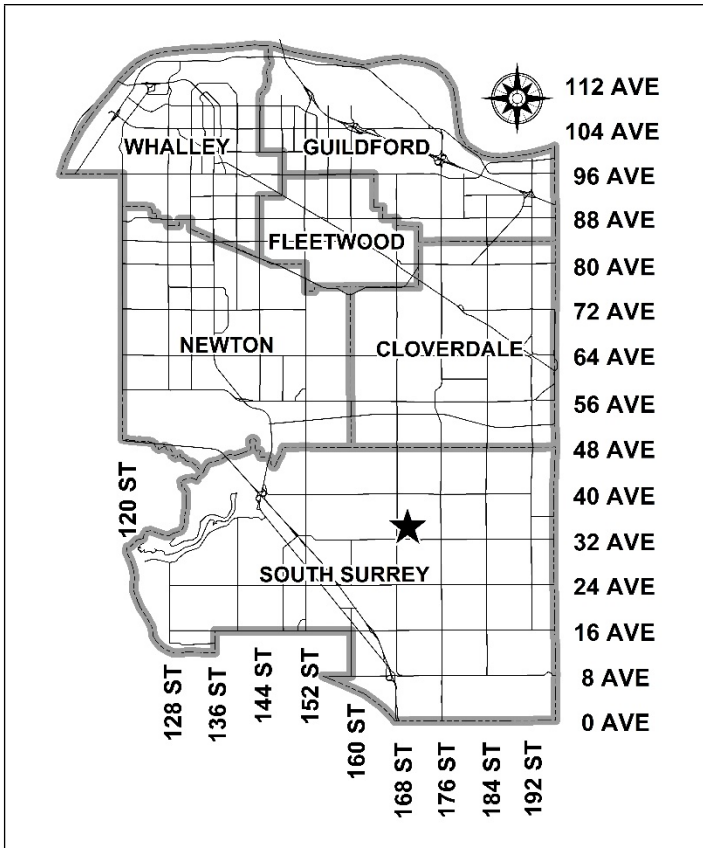 112 AVE
104 AVE
WHALLEY
GUILDFORD
96 AVE
88 AVE
FLEETWOOD
80 AVE
72 AVE
NEWTON
CLOVERDALE
64 AVE
56 AVE
48 AVE
120 ST
40 AVE
32 AVE
SOUTH SURREY
24 AVE
16 AVE
128 ST
136 ST
144 ST
152 ST
160 ST
8 AVE
0 AVE
168 ST
176 ST
184 ST
192 ST